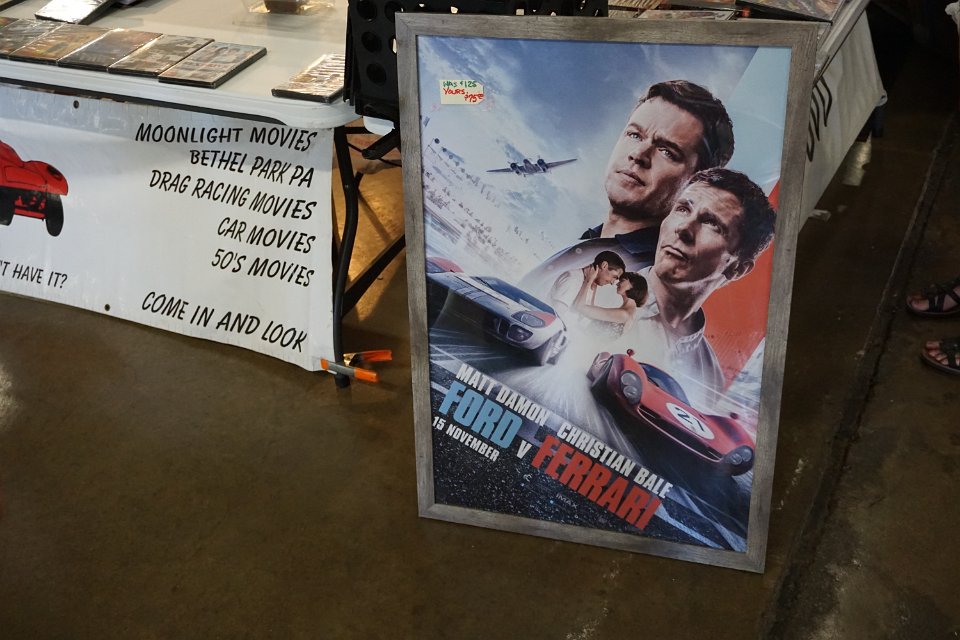 MOONLIGHT MOVIES
BETHEL PARK PA
DRAG RACING MOVIES
CAR MOVIES
50'S MOVIES
'T HAVE IT?
COME IN AND LOOK
WAS $125
YOURS
MATT DAMON CHRISTIAN BALE
FORD V FERRARI
15 NOVEMBER
IMAX